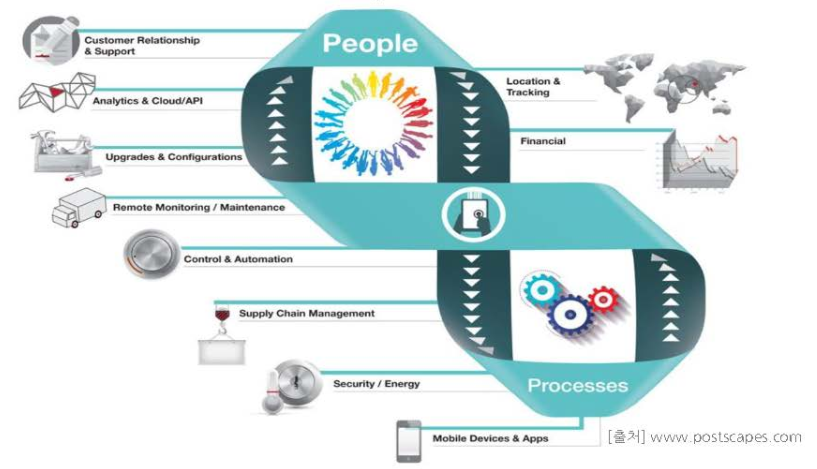 People
Customer Relationship
& Support
Analytics & Cloud/API
Upgrades & Configurations
Remote Monitoring / Maintenance
Control & Automation
Supply Chain Management
Security / Energy
Mobile Devices & Apps
Location &
Tracking
Financial
Processes
[출처] www.postscapes.com